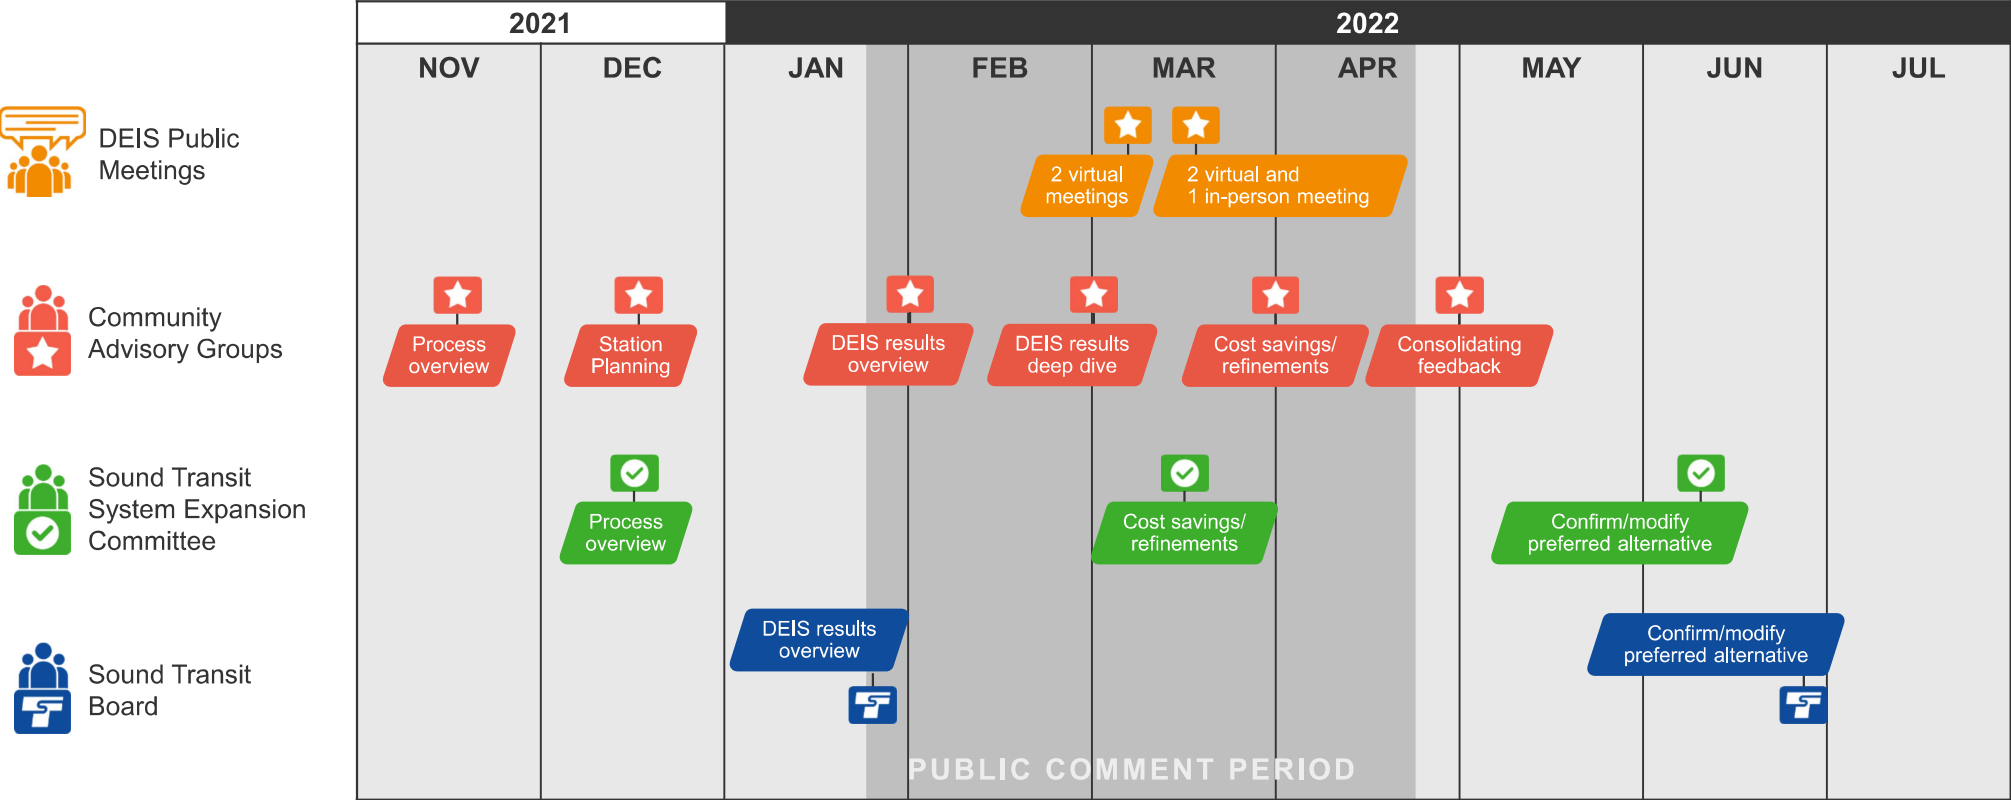 2021
2022
NOV
DEC
JAN
FEB
MAR
APR
MAY
JUN
JUL
DEIS Public
Meetings
2 virtual
meetings
2 virtual and
1 in-person meeting
Community
Advisory Groups
Process
overview
Station
Planning
DEIS results
overview
DEIS results
deep dive
Cost savings/
refinements
Consolidating
feedback
Sound Transit
System Expansion
Committee
Process
overview
Cost savings/
refinements
Confirm/modify
preferred alternative
Sound Transit
Board
DEIS results
overview
Confirm/modify
preferred alternative
PUBLIC COMMENT PERIOD